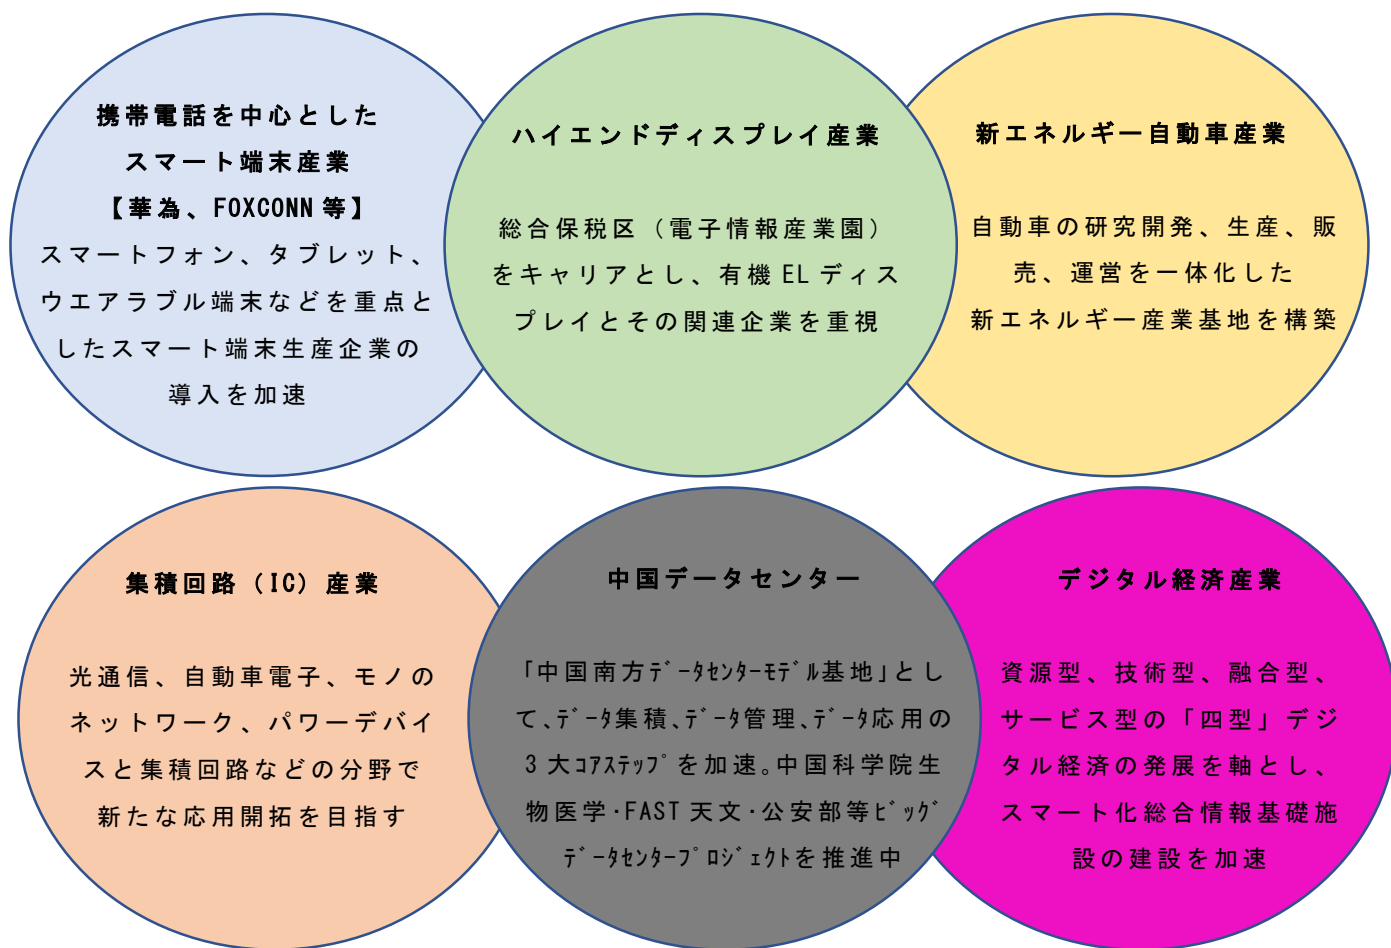 携帯電話を中心とした
スマート端末産業
【華為、FOXCONN 等】
スマートフォン、タブレット、
ウエアラブル端末などを重点と
したスマート端末生産企業の
導入を加速
ハイエンドディスプレイ産業
総合保税区（電子情報産業園）
をキャリアとし、有機 EL ディス
プレイとその関連企業を重視
新エネルギー自動車産業
自動車の研究開発、生産、販
売、運営を一体化した
新エネルギー産業基地を構築
集積回路（IC）産業
光通信、自動車電子、モノの
ネットワーク、パワーデバイ
スと集積回路などの分野で
新たな応用開拓を目指す
中国データセンター
「中国南方ﾃﾞｰﾀｾﾝﾀｰﾓﾃﾞﾙ基地」とし
て、ﾃﾞｰﾀ集積、ﾃﾞｰﾀ管理、ﾃﾞｰﾀ応用の
3 大ｺｱｽﾃｯﾌﾟを加速。中国科学院生
物医学･FAST 天文･公安部等ﾋﾞｯｸﾞ
ﾃﾞｰﾀｾﾝﾀｰﾌﾟﾛｼﾞｪｸﾄを推進中
デジタル経済産業
資源型、技術型、融合型、
サービス型の「四型」デジ
タル経済の発展を軸とし、
スマート化総合情報基礎施
設の建設を加速